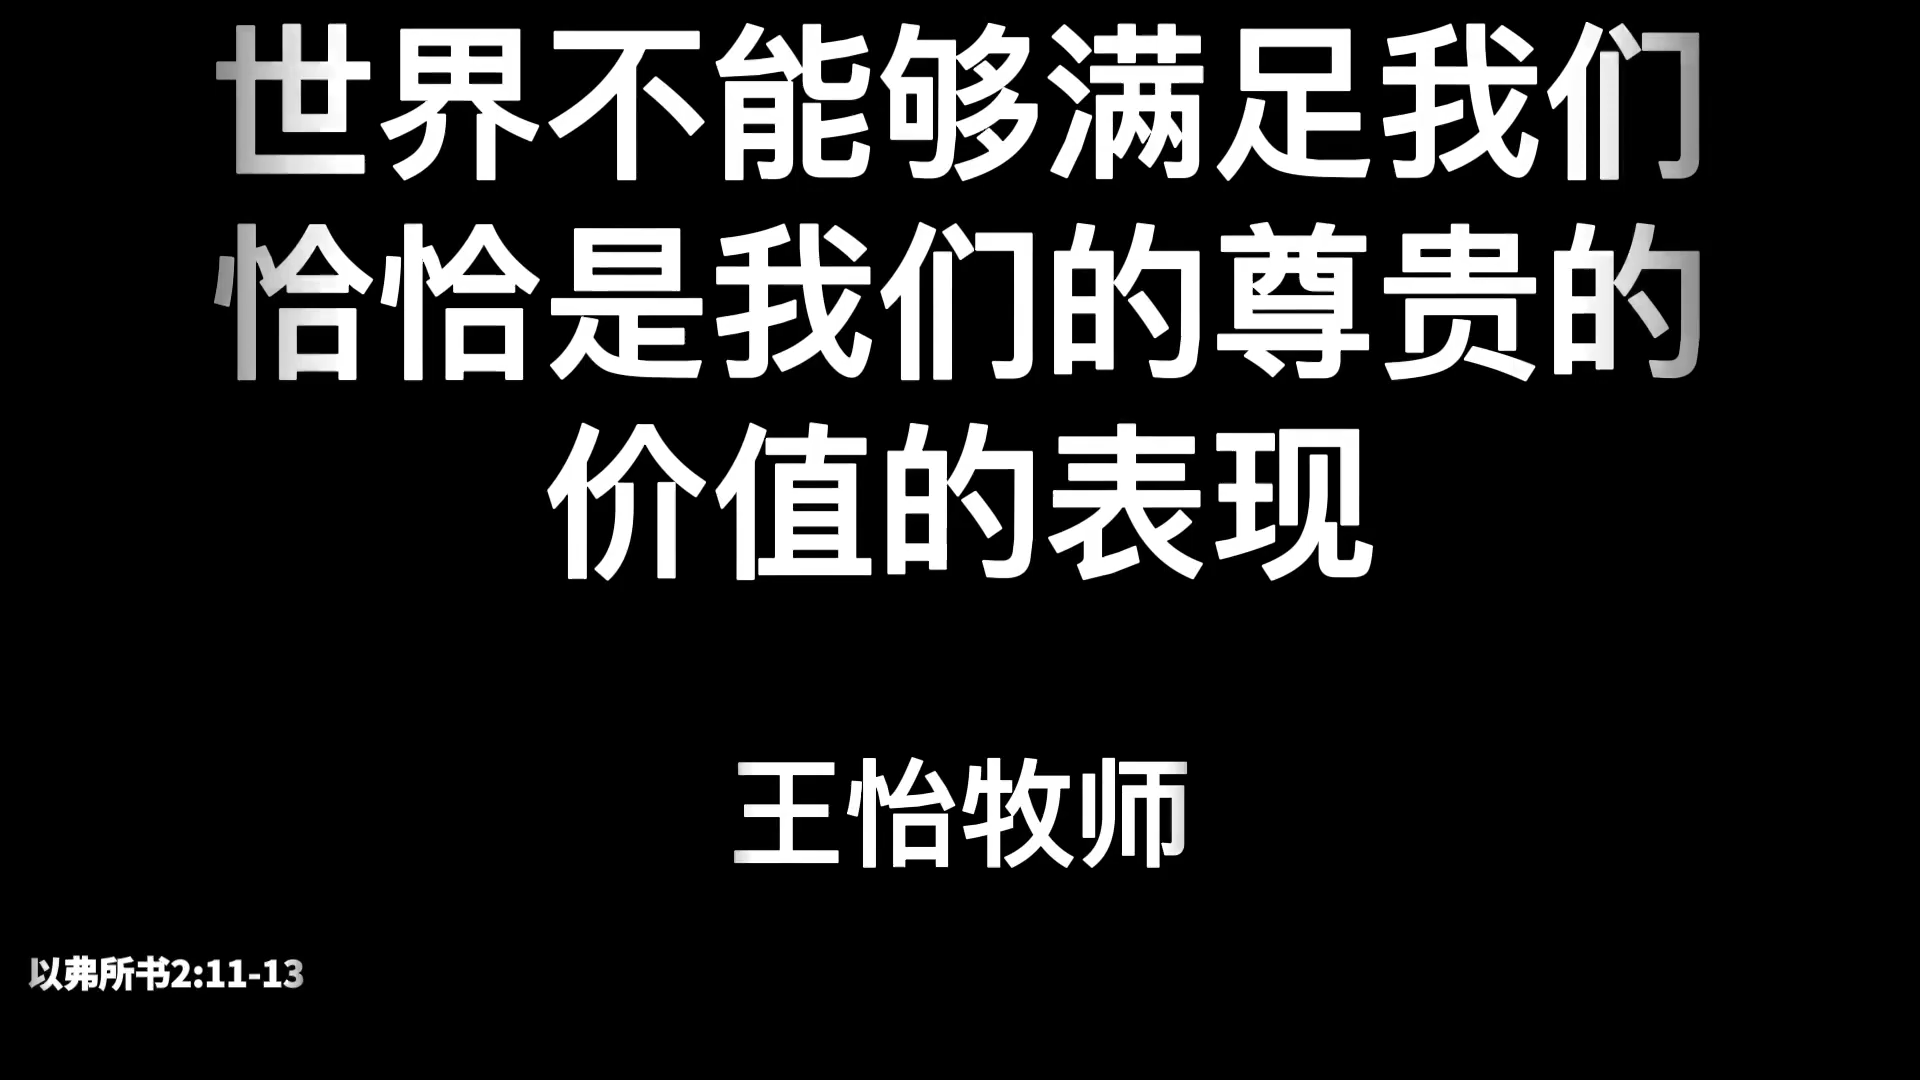 世界不能够满足我们
恰恰是我们的尊贵的
价值的表现
王怡牧师
以弗所书2:11-13